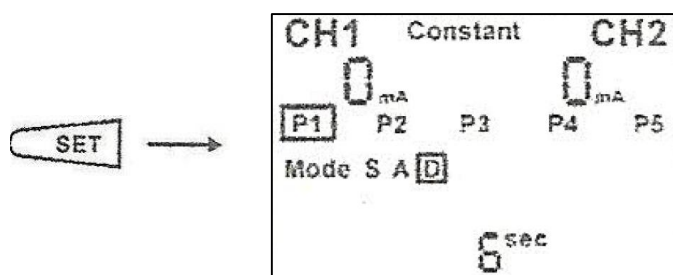 SET
CH1 Constant CH2
0 mA 0 mA
P1 P2 P3 P4 P5
Mode S A D
6 sec